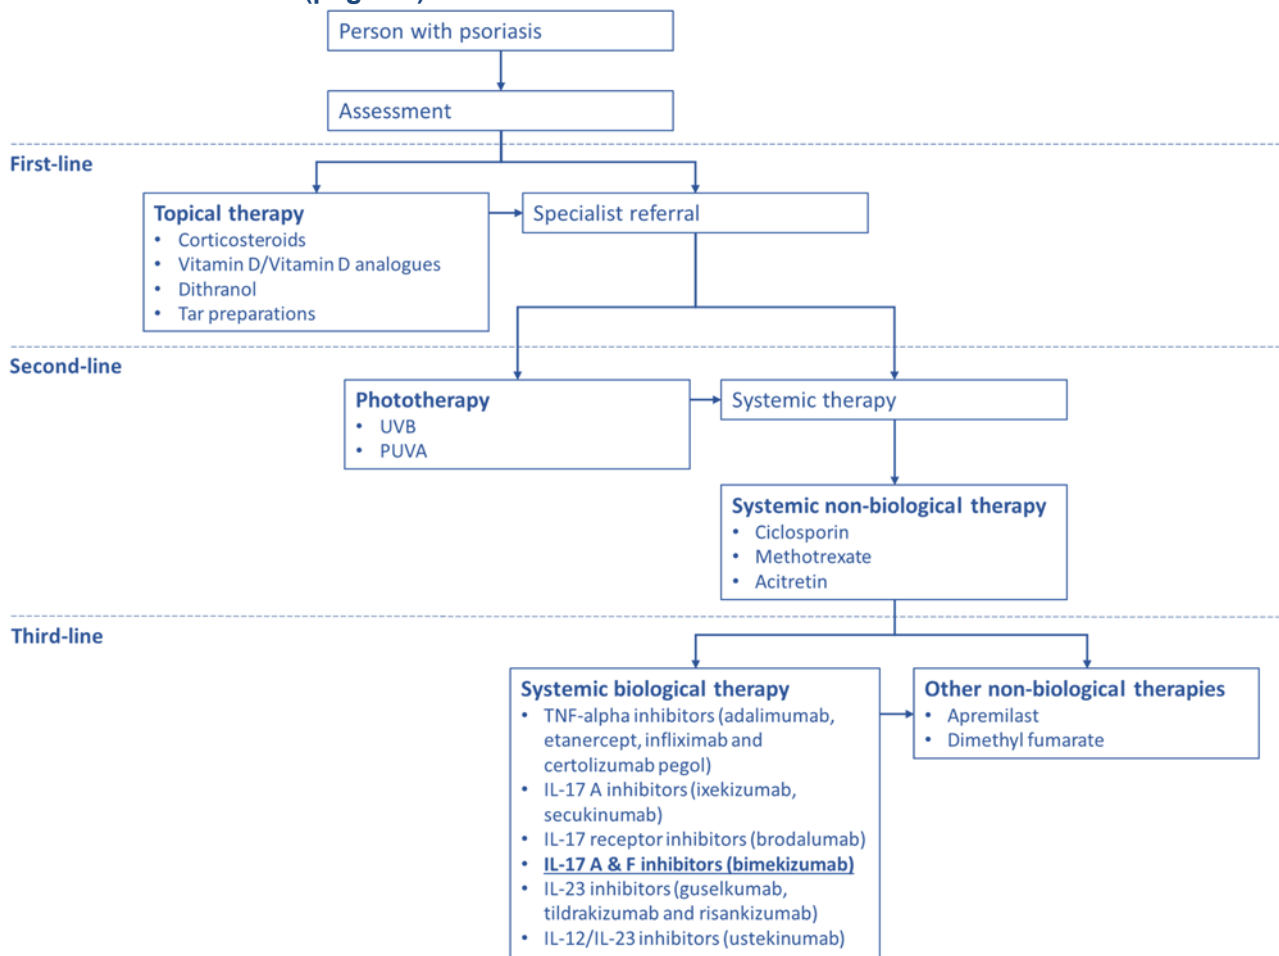 Person with psoriasis
Assessment
First-line
Topical therapy
• Corticosteroids
• Vitamin D/Vitamin D analogues
• Dithranol
• Tar preparations
Specialist referral
Second-line
Phototherapy
• UVB
• PUVA
Systemic therapy
Systemic non-biological therapy
• Ciclosporin
• Methotrexate
• Acitretin
Third-line
Systemic biological therapy
• TNF-alpha inhibitors (adalimumab,
etanercept, infliximab and
certolizumab pegol)
• IL-17 A inhibitors (ixekizumab,
secukinumab)
• IL-17 receptor inhibitors (brodalumab)
• IL-17 A & F inhibitors (bimekizumab)
• IL-23 inhibitors (guselkumab,
tildrakizumab and risankizumab)
• IL-12/IL-23 inhibitors (ustekinumab)
Other non-biological therapies
• Apremilast
• Dimethyl fumarate